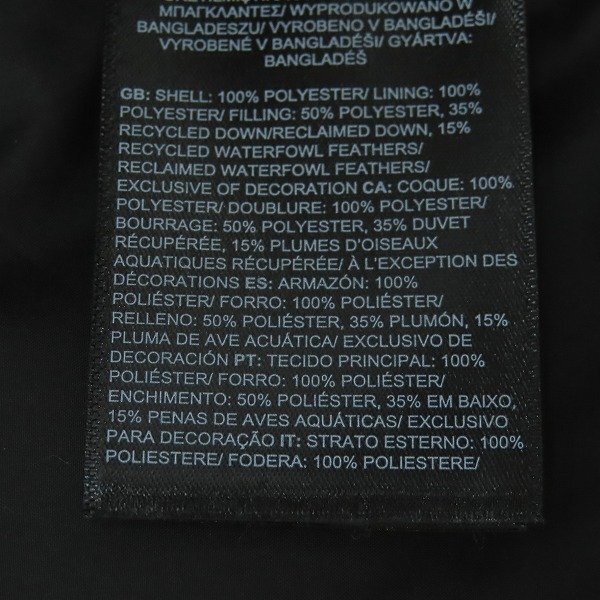 ΜΠΑΓΚΛΑΝΤΕΣ/ WYPRODUKOWANO W
BANGLADESZU/ VYROBENO V BANGLADÉŠI/
VYROBENÉ V BANGLADÉŠI/ GYÁRTVA:
BANGLADÉŠ
GB: SHELL: 100% POLYESTER/ LINING: 100%
POLYESTER/ FILLING: 50% POLYESTER, 35%
RECYCLED DOWN/RECLAIMED DOWN, 15%
RECYCLED WATERFOWL FEATHERS/
RECLAIMED WATERFOWL FEATHERS/
EXCLUSIVE OF DECORATION CA: COQUE: 100%
POLYESTER/ DOUBLURE: 100% POLYESTER/
BOURRAGE: 50% POLYESTER, 35% DUVET
RÉCUPÉRÉE, 15% PLUMES D'OISEAUX
AQUATIQUES RÉCUPÉRÉE/ À L'EXCEPTION DES
DÉCORATIONS ES: ARMAZÓN: 100%
POLIÉSTER/ FORRO: 100% POLIÉSTER/
RELLENO: 50% POLIÉSTER, 35% PLUMÓN, 15%
PLUMA DE AVE ACUÁTICA/ EXCLUSIVO DE
DECORACIÓN PT: TECIDO PRINCIPAL: 100%
POLIÉSTER/ FORRO: 100% POLIÉSTER/
ENCHIMENTO: 50% POLIÉSTER, 35% EM BAIXO,
15% PENAS DE AVES AQUÁTICAS/ EXCLUSIVO
PARA DECORAÇÃO IT: STRATO ESTERNO: 100%
POLIESTERE/ FODERA: 100% POLIESTERE/